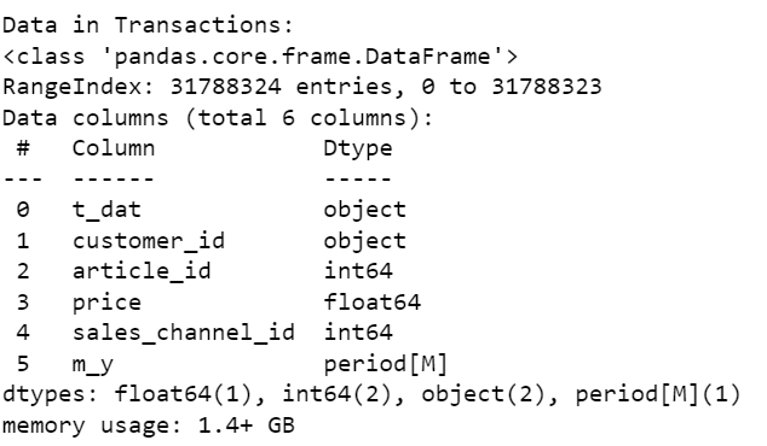 Data in Transactions:
<class 'pandas.core.frame.DataFrame'>
RangeIndex: 31788324 entries, 0 to 31788323
Data columns (total 6 columns):
 #   Column            Dtype
---  ------            -----
 0   t_dat             object
 1   customer_id       object
 2   article_id        int64
 3   price             float64
 4   sales_channel_id  int64
 5   m_y               period[M]
dtypes: float64(1), int64(2), object(2), period[M](1)
memory usage: 1.4+ GB